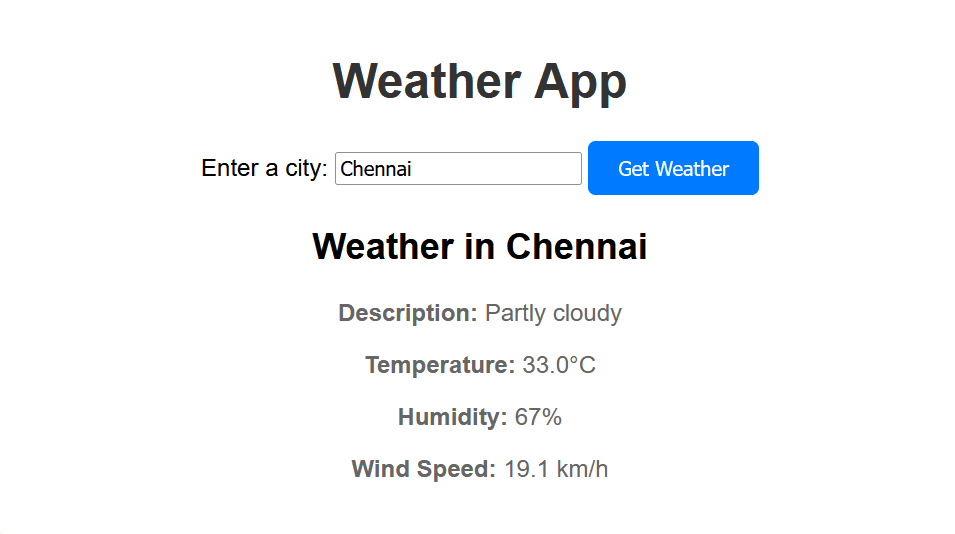 Weather App
Enter a city: Chennai Get Weather
Weather in Chennai
Description: Partly cloudy
Temperature: 33.0°C
Humidity: 67%
Wind Speed: 19.1 km/h